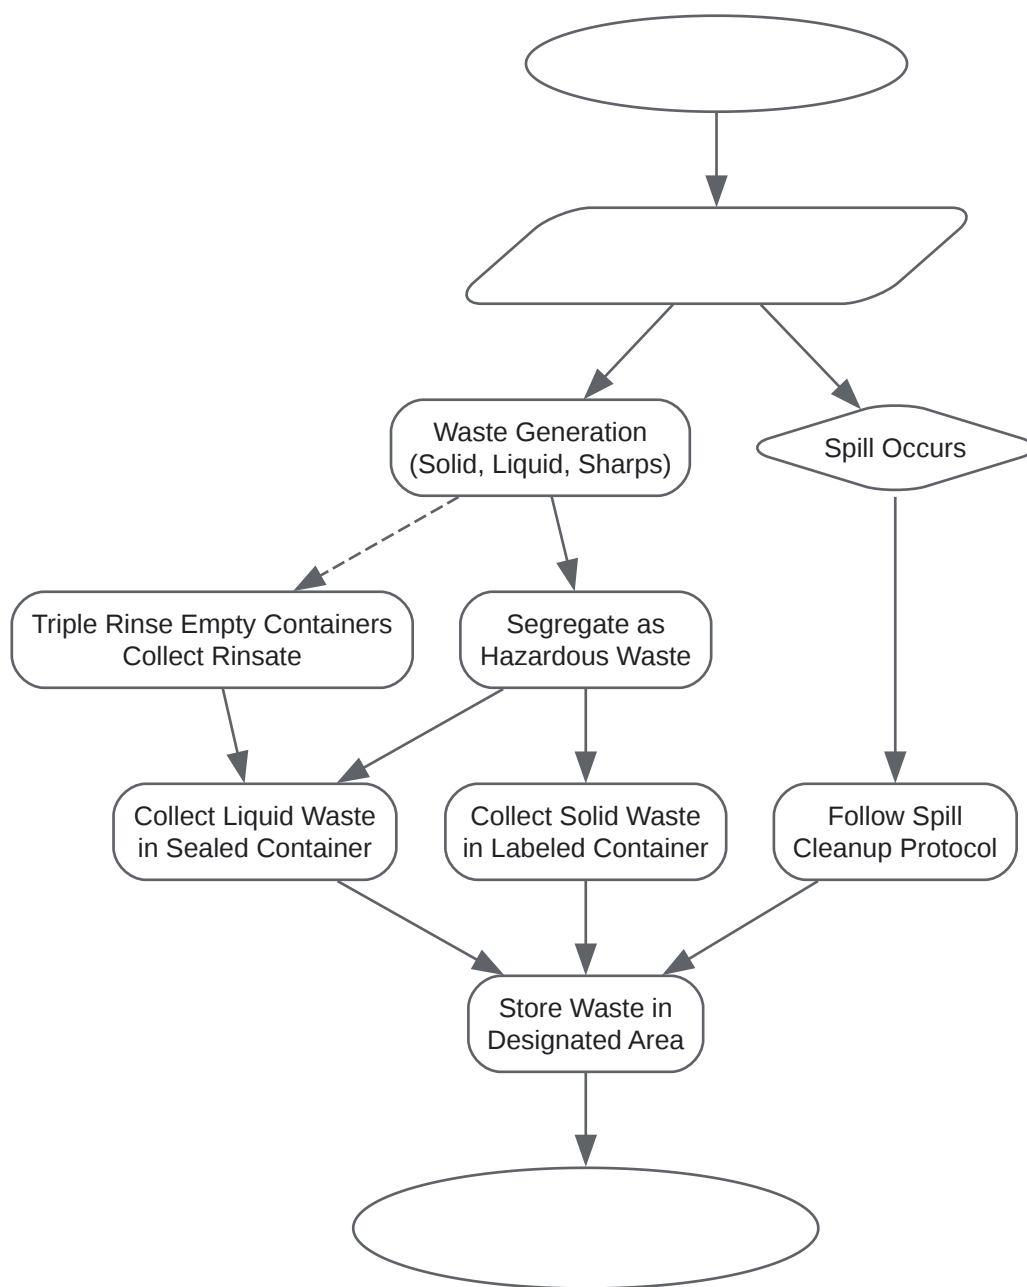 Waste Generation
(Solid, Liquid, Sharps)
Spill Occurs
Triple Rinse Empty Containers
Collect Rinsate
Segregate as
Hazardous Waste
Collect Liquid Waste
in Sealed Container
Collect Solid Waste
in Labeled Container
Follow Spill
Cleanup Protocol
Store Waste in
Designated Area